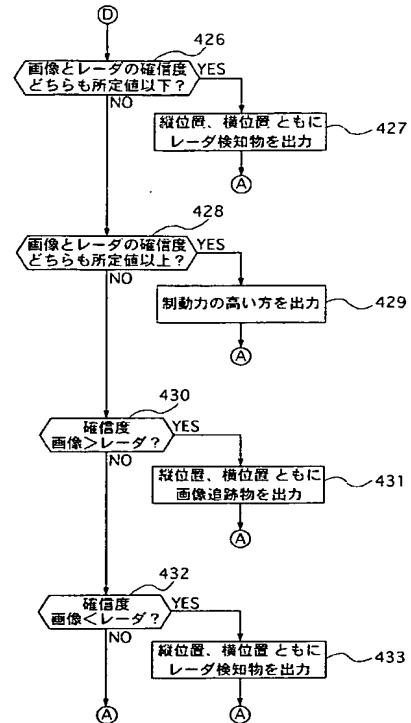 D
426
画像とレーダの確信度
どちらも所定値以下？
YES
NO
縦位置、横位置 ともに
レーダ検知物を出力
427
A
428
画像とレーダの確信度
どちらも所定値以上？
YES
NO
制動力の高い方を出力
429
A
430
確信度
画像＞レーダ？
YES
NO
縦位置、横位置 ともに
画像追跡物を出力
431
A
432
確信度
画像＜レーダ？
YES
NO
縦位置、横位置 ともに
レーダ検知物を出力
433
A
A